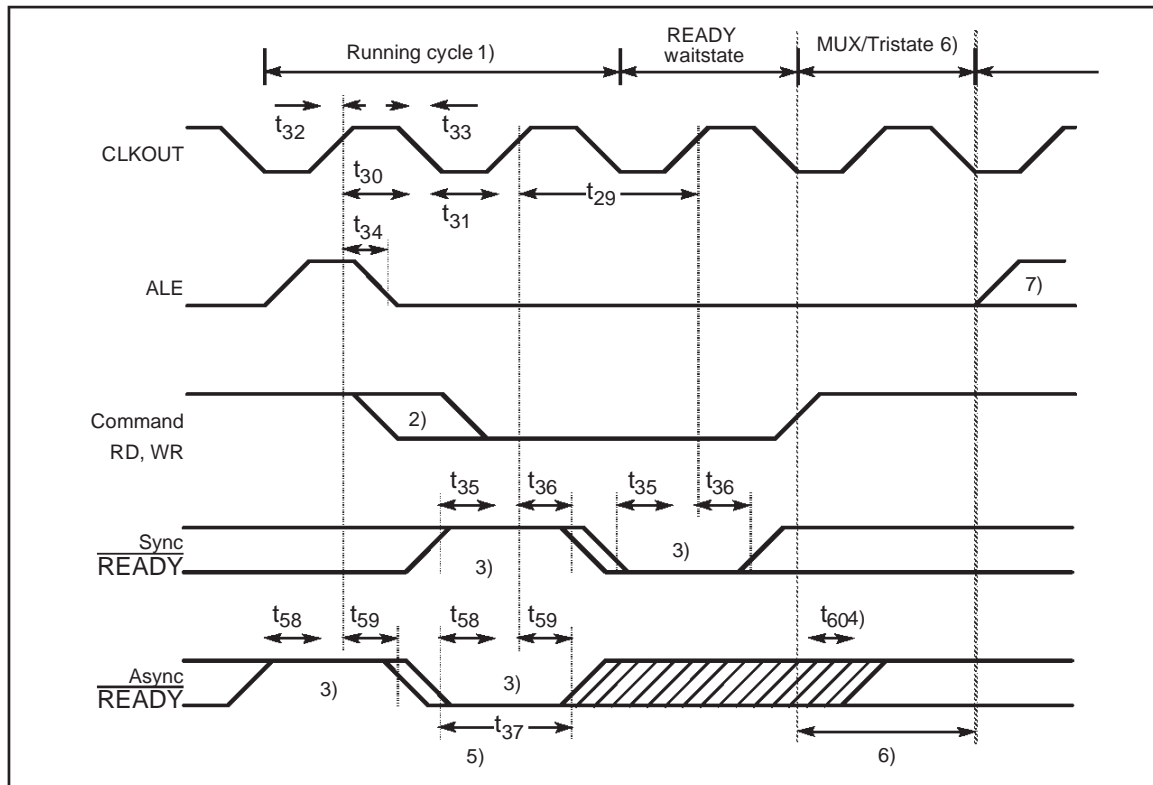 Running cycle 1)
READY
waitstate
MUX/Tristate 6)
t32
t33
CLKOUT
t30
t31
t29
t34
ALE
7)
Command
RD, WR
2)
t35
t36
t35
t36
Sync
READY
3)
3)
t58
t59
t58
t59
t604)
Async
READY
3)
3)
t37
5)
6)